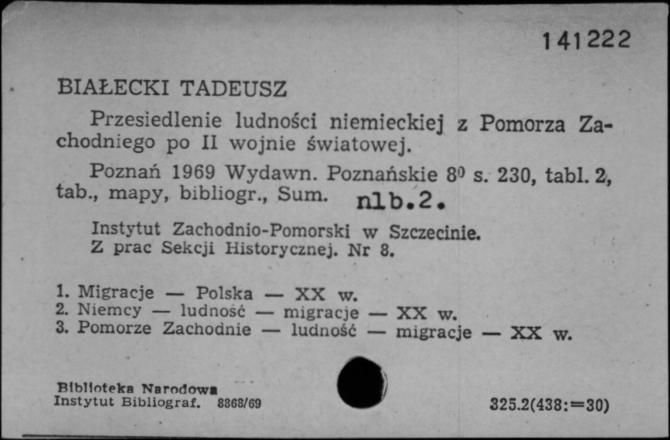 141222
BIAŁECKI TADEUSZ
Przesiedlenie ludności niemieckiej z Pomorza Za-
chodniego po II wojnie światowej.
Poznań 1969 Wydawn. Poznańskie 8⁰ s. 230, tabl. 2,
tab., mapy, bibliogr., Sum. nlb.2.
Instytut Zachodnio-Pomorski w Szczecinie.
Z prac Sekcji Historycznej. Nr 8.
1. Migracje — Polska — XX w.
2. Niemcy — ludność — migracje — XX w.
3. Pomorze Zachodnie — ludność — migracje — XX w.
Biblioteka Narodowa
Instytut Bibliograf. 8868/69
325.2(438:=30)